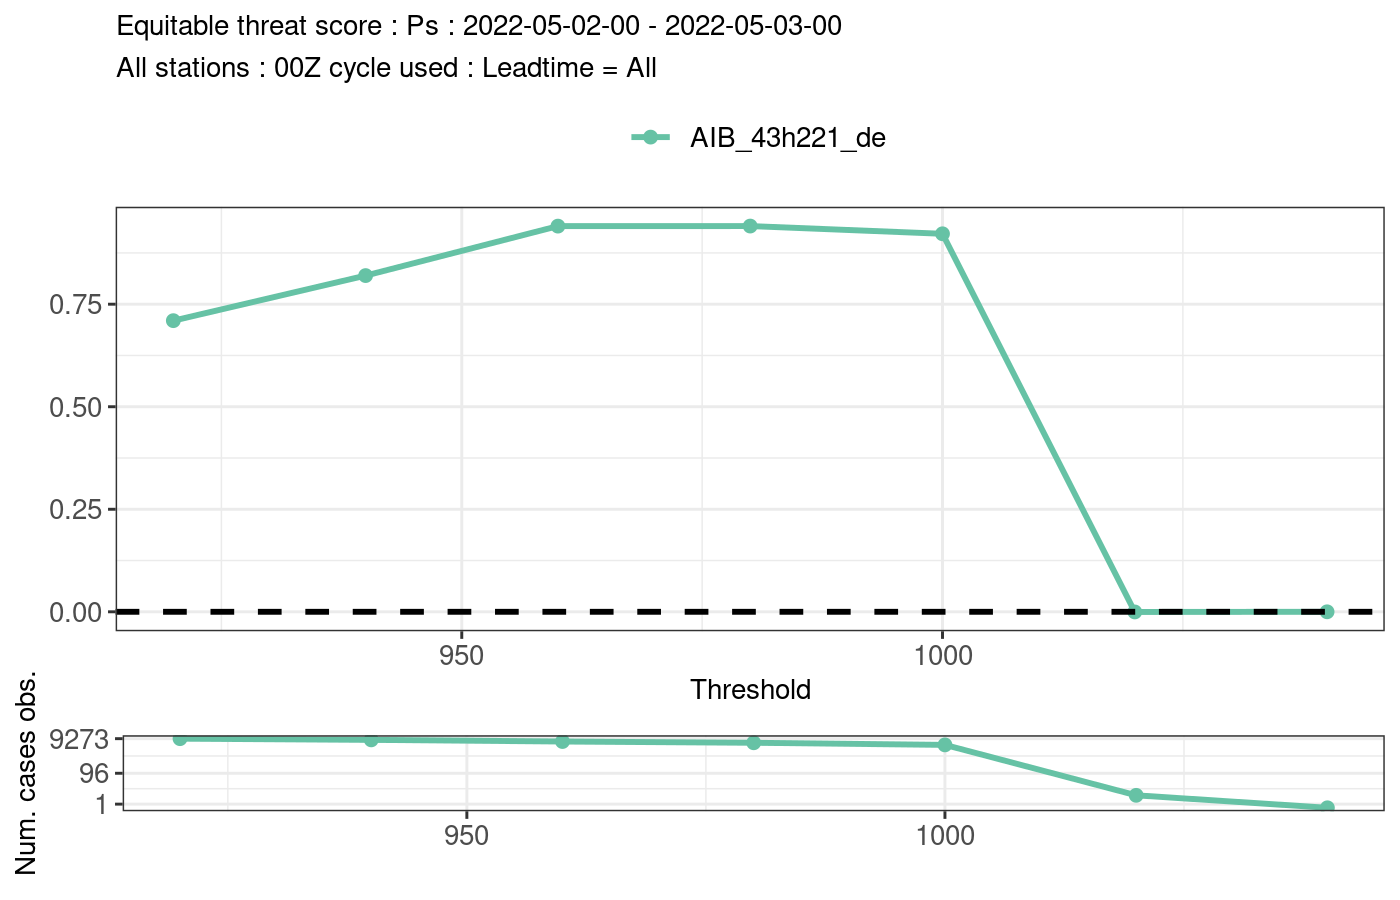 Equitable threat score : Ps : 2022-05-02-00 - 2022-05-03-00
All stations : 00Z cycle used : Leadtime = All
AIB_43h221_de
0.75
0.50
0.25
0.00
950
1000
Threshold
Num. cases obs.
9273
96
1
950
1000